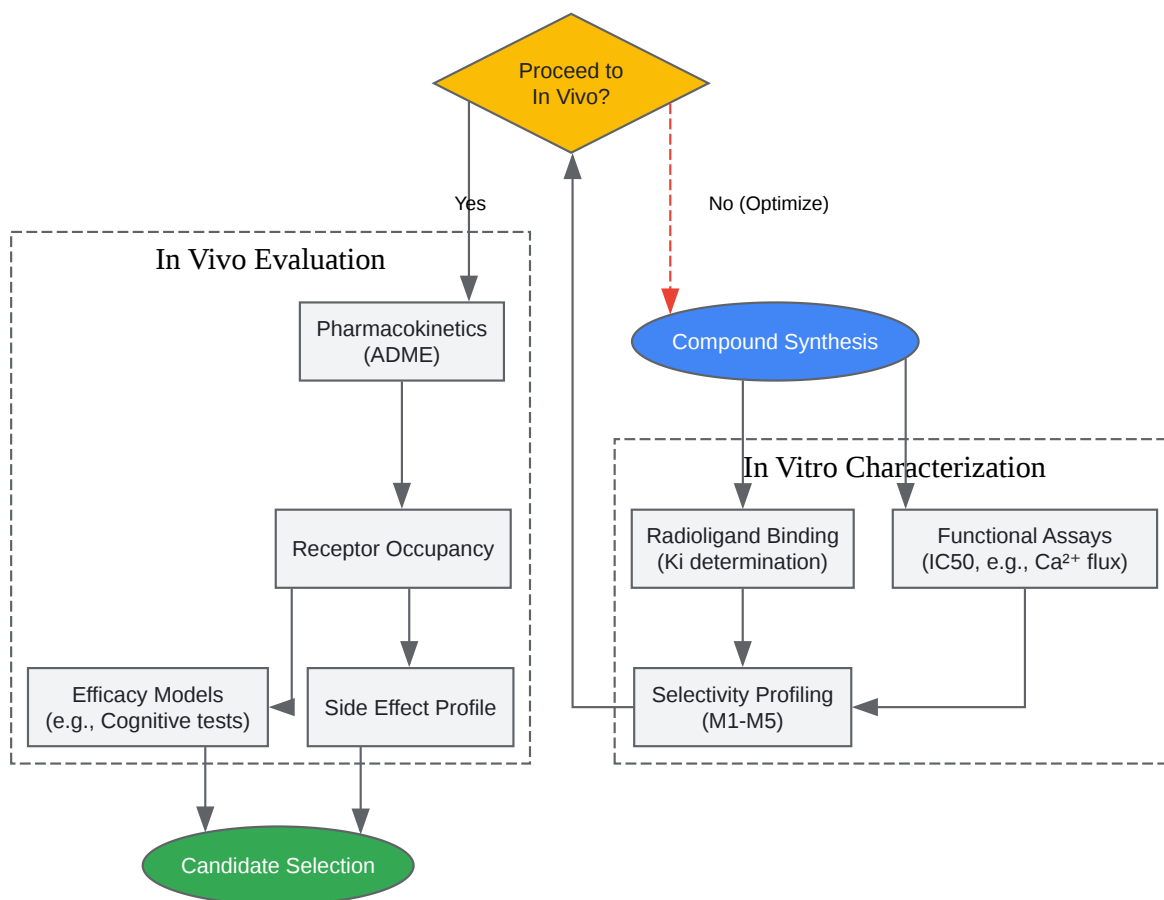 Proceed to
In Vivo?
Yes
No (Optimize)
In Vivo Evaluation
Pharmacokinetics
(ADME)
Compound Synthesis
In Vitro Characterization
Receptor Occupancy
Radioligand Binding
(Ki determination)
Functional Assays
(IC50, e.g., Ca²⁺ flux)
Efficacy Models
(e.g., Cognitive tests)
Side Effect Profile
Selectivity Profiling
(M1-M5)
Candidate Selection